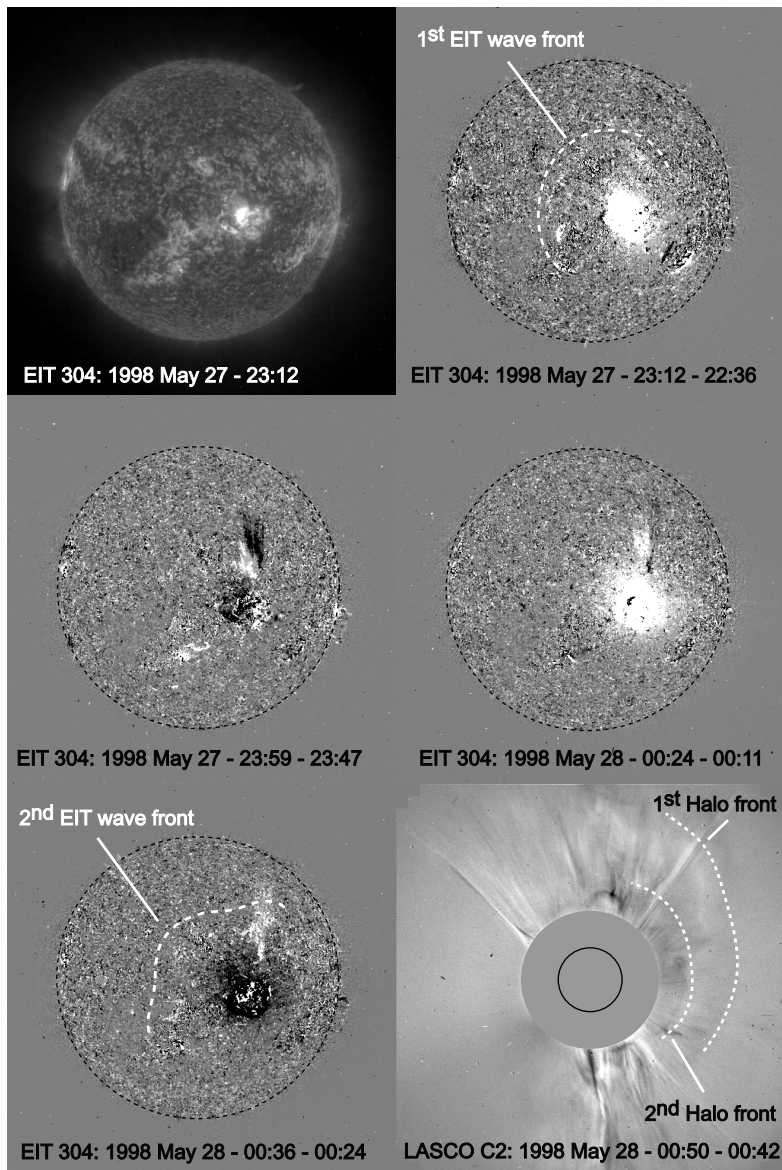 1st EIT wave front
EIT 304: 1998 May 27 - 23:12
EIT 304: 1998 May 27 - 23:12 - 22:36
EIT 304: 1998 May 27 - 23:59 - 23:47
EIT 304: 1998 May 28 - 00:24 - 00:11
2nd EIT wave front
1st Halo front
2nd Halo front
EIT 304: 1998 May 28 - 00:36 - 00:24
LASCO C2: 1998 May 28 - 00:50 - 00:42